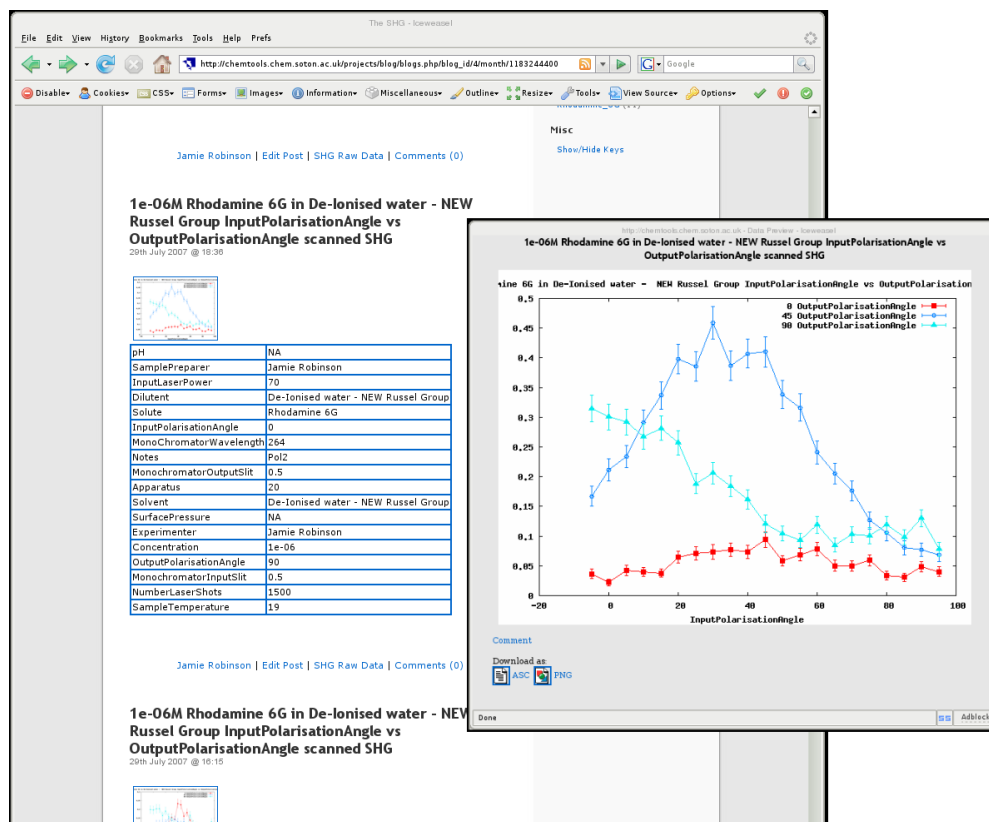 The SHG - Iceweasel
File Edit View History Bookmarks Tools Help Prefs
http://chemtools.chem.soton.ac.uk/projects/blog/blogs.php/blog_id/4/month/1183244400
Google
Disable Cookies CSS Forms Images Information Miscellaneous Outline Resize Tools View Source Options
Misc
Show/Hide Keys
Jamie Robinson | Edit Post | SHG Raw Data | Comments (0)
1e-06M Rhodamine 6G in De-Ionised water - NEW
Russel Group InputPolarisationAngle vs
OutputPolarisationAngle scanned SHG
29th July 2007 @ 18:36
pH NA
SamplePreparer Jamie Robinson
InputLaserPower 70
Dilutent De-Ionised water - NEW Russel Group
Solute Rhodamine 6G
InputPolarisationAngle 0
MonoChromatorWavelength 264
Notes Pol2
MonochromatorOutputSlit 0.5
Apparatus 20
Solvent De-Ionised water - NEW Russel Group
SurfacePressure NA
Experimenter Jamie Robinson
Concentration 1e-06
OutputPolarisationAngle 90
MonochromatorInputSlit 0.5
NumberLaserShots 1500
SampleTemperature 19
Jamie Robinson | Edit Post | SHG Raw Data | Comments (0)
1e-06M Rhodamine 6G in De-Ionised water - NEW
Russel Group InputPolarisationAngle vs
OutputPolarisationAngle scanned SHG
29th July 2007 @ 16:15
http://chemtools.chem.soton.ac.uk - Data Preview - Iceweasel
1e-06M Rhodamine 6G in De-Ionised water - NEW Russel Group InputPolarisationAngle vs
OutputPolarisationAngle scanned SHG
mine 6G in De-Ionised water - NEW Russel Group InputPolarisationAngle vs OutputPolarisation
0 OutputPolarisationAngle
45 OutputPolarisationAngle
90 OutputPolarisationAngle
0.5
0.45
0.4
0.35
0.3
0.25
0.2
0.15
0.1
0.05
0
-20 0 20 40 60 80 100
InputPolarisationAngle
Comment
Download as:
ASC PNG
Done
Adblock